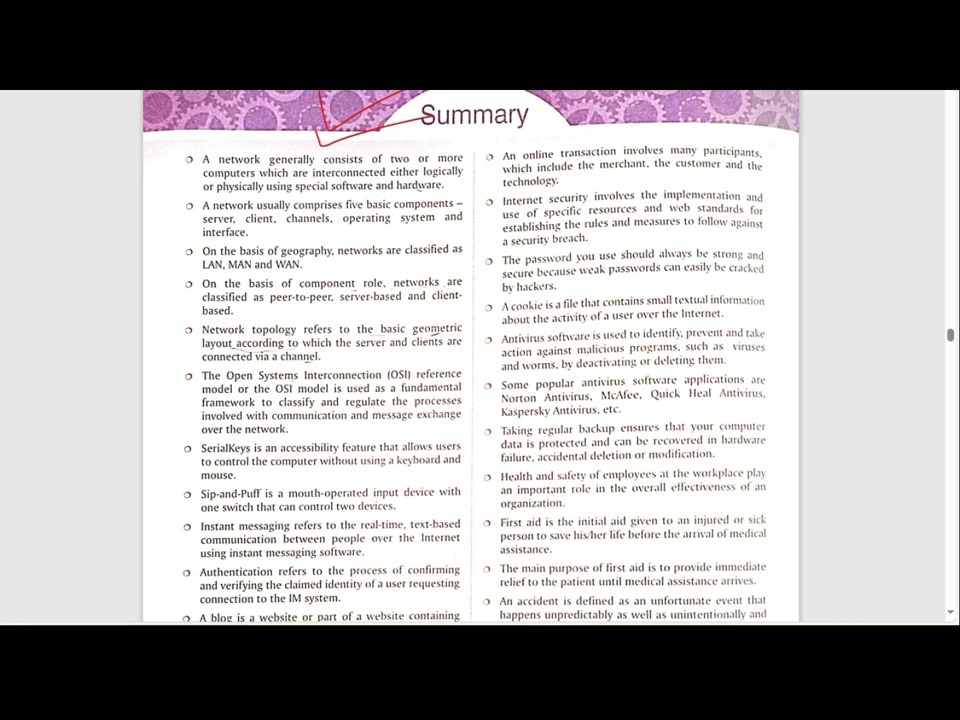 Summary
A network generally consists of two or more
computers which are interconnected either logically
or physically using special software and hardware.
A network usually comprises five basic components –
server, client, channels, operating system and
interface.
On the basis of geography, networks are classified as
LAN, MAN and WAN.
On the basis of component role, networks are
classified as peer-to-peer, server-based and client-
based.
Network topology refers to the basic geometric
layout according to which the server and clients are
connected via a channel.
The Open Systems Interconnection (OSI) reference
model or the OSI model is used as a fundamental
framework to classify and regulate the processes
involved with communication and message exchange
over the network.
SerialKeys is an accessibility feature that allows users
to control the computer without using a keyboard and
mouse.
Sip-and-Puff is a mouth-operated input device with
one switch that can control two devices.
Instant messaging refers to the real-time, text-based
communication between people over the Internet
using instant messaging software.
Authentication refers to the process of confirming
and verifying the claimed identity of a user requesting
connection to the IM system.
A blog is a website or part of a website containing
An online transaction involves many participants,
which include the merchant, the customer and the
technology.
Internet security involves the implementation and
use of specific resources and web standards for
establishing the rules and measures to follow against
a security breach.
The password you use should always be strong and
secure because weak passwords can easily be cracked
by hackers.
A cookie is a file that contains small textual information
about the activity of a user over the Internet.
Antivirus software is used to identify, prevent and take
action against malicious programs, such as viruses
and worms, by deactivating or deleting them.
Some popular antivirus software applications are
Norton Antivirus, McAfee, Quick Heal Antivirus,
Kaspersky Antivirus, etc.
Taking regular backup ensures that your computer
data is protected and can be recovered in hardware
failure, accidental deletion or modification.
Health and safety of employees at the workplace play
an important role in the overall effectiveness of an
organization.
First aid is the initial aid given to an injured or sick
person to save his/her life before the arrival of medical
assistance.
The main purpose of first aid is to provide immediate
relief to the patient until medical assistance arrives.
An accident is defined as an unfortunate event that
happens unpredictably as well as unintentionally and